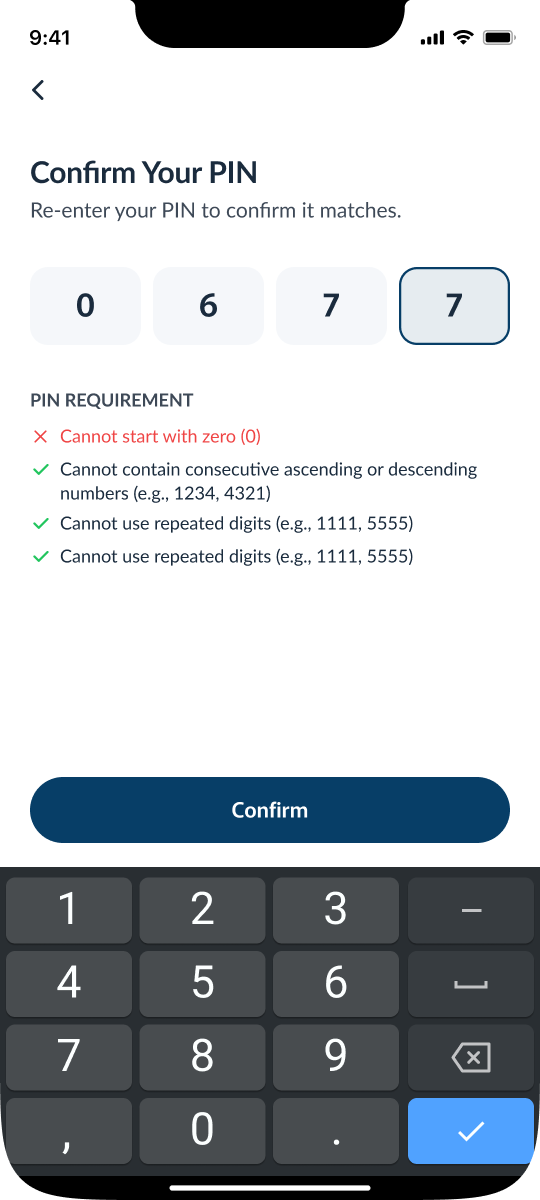 9:41
Confirm Your PIN
Re-enter your PIN to confirm it matches.
0 6 7 7
PIN REQUIREMENT
Cannot start with zero (0)
Cannot contain consecutive ascending or descending
numbers (e.g., 1234, 4321)
Cannot use repeated digits (e.g., 1111, 5555)
Cannot use repeated digits (e.g., 1111, 5555)
Confirm
1 2 3 –
4 5 6
7 8 9
, 0 .